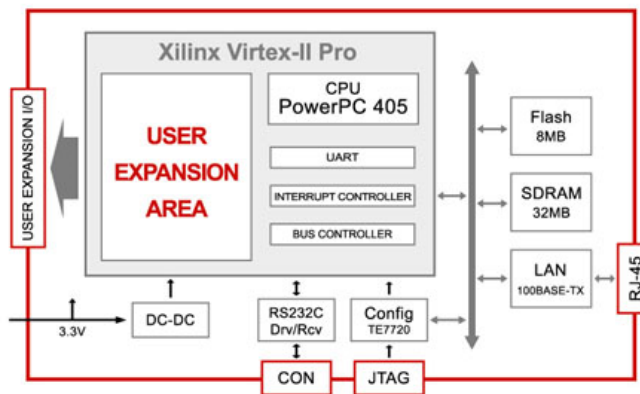 Xilinx Virtex-II Pro
USER EXPANSION I/O
USER
EXPANSION
AREA
CPU
PowerPC 405
UART
INTERRUPT CONTROLLER
BUS CONTROLLER
Flash
8MB
SDRAM
32MB
LAN
100BASE-TX
RJ-45
3.3V
DC-DC
RS232C
Drv/Rcv
Config
TE7720
CON
JTAG